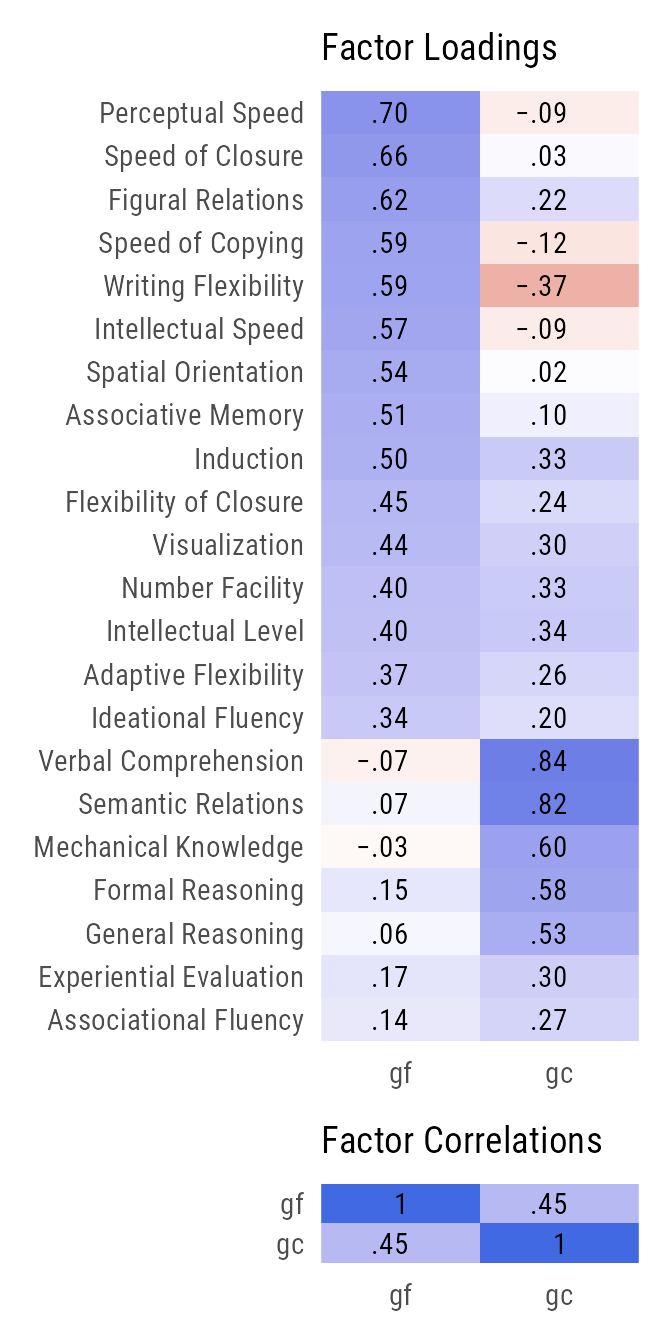 Factor Loadings
Perceptual Speed .70 −.09
Speed of Closure .66 .03
Figural Relations .62 .22
Speed of Copying .59 −.12
Writing Flexibility .59 −.37
Intellectual Speed .57 −.09
Spatial Orientation .54 .02
Associative Memory .51 .10
Induction .50 .33
Flexibility of Closure .45 .24
Visualization .44 .30
Number Facility .40 .33
Intellectual Level .40 .34
Adaptive Flexibility .37 .26
Ideational Fluency .34 .20
Verbal Comprehension −.07 .84
Semantic Relations .07 .82
Mechanical Knowledge −.03 .60
Formal Reasoning .15 .58
General Reasoning .06 .53
Experiential Evaluation .17 .30
Associational Fluency .14 .27
gf gc
Factor Correlations
gf 1 .45
gc .45 1
gf gc